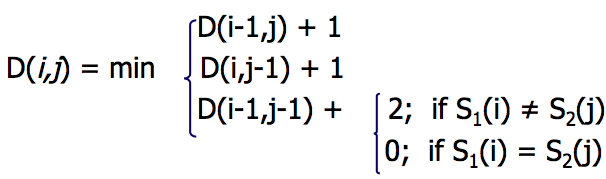 D(i-1,j) + 1
D(i,j) = min D(i,j-1) + 1
D(i-1,j-1) + 2; if S₁(i) ≠ S₂(j)
0; if S₁(i) = S₂(j)